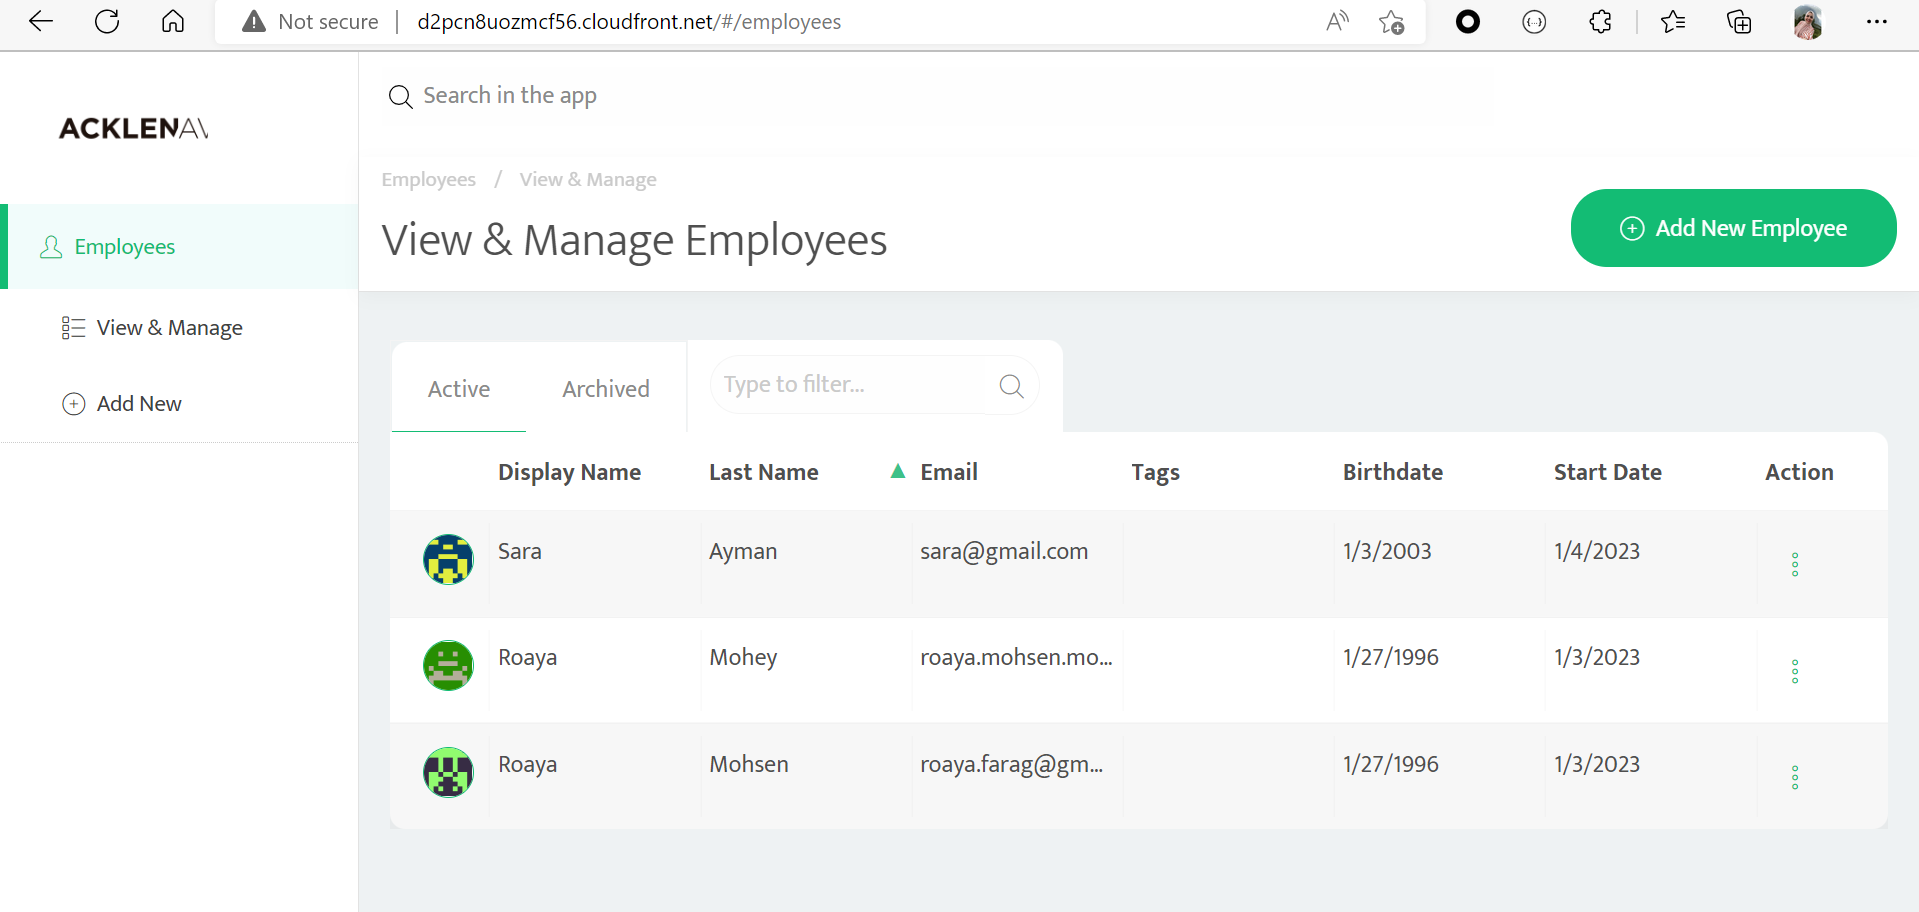 Not secure | d2pcn8uozmcf56.cloudfront.net/#/employees
ACKLENAV
Search in the app
Employees / View & Manage
View & Manage Employees
Add New Employee
Employees
View & Manage
Add New
Active Archived Type to filter...
Display Name Last Name ▲ Email Tags Birthdate Start Date Action
Sara Ayman sara@gmail.com 1/3/2003 1/4/2023
Roaya Mohey roaya.mohsen.mo... 1/27/1996 1/3/2023
Roaya Mohsen roaya.farag@gm... 1/27/1996 1/3/2023